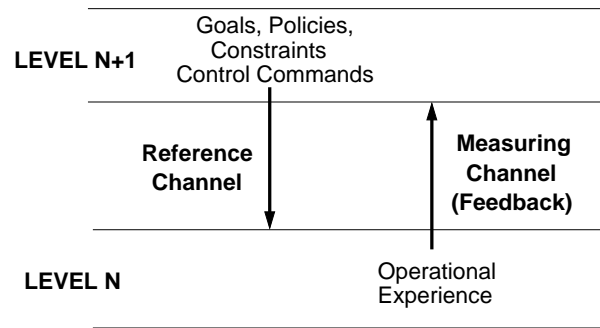 Goals, Policies,
Constraints
Control Commands
LEVEL N+1
Reference
Channel
Measuring
Channel
(Feedback)
LEVEL N
Operational
Experience